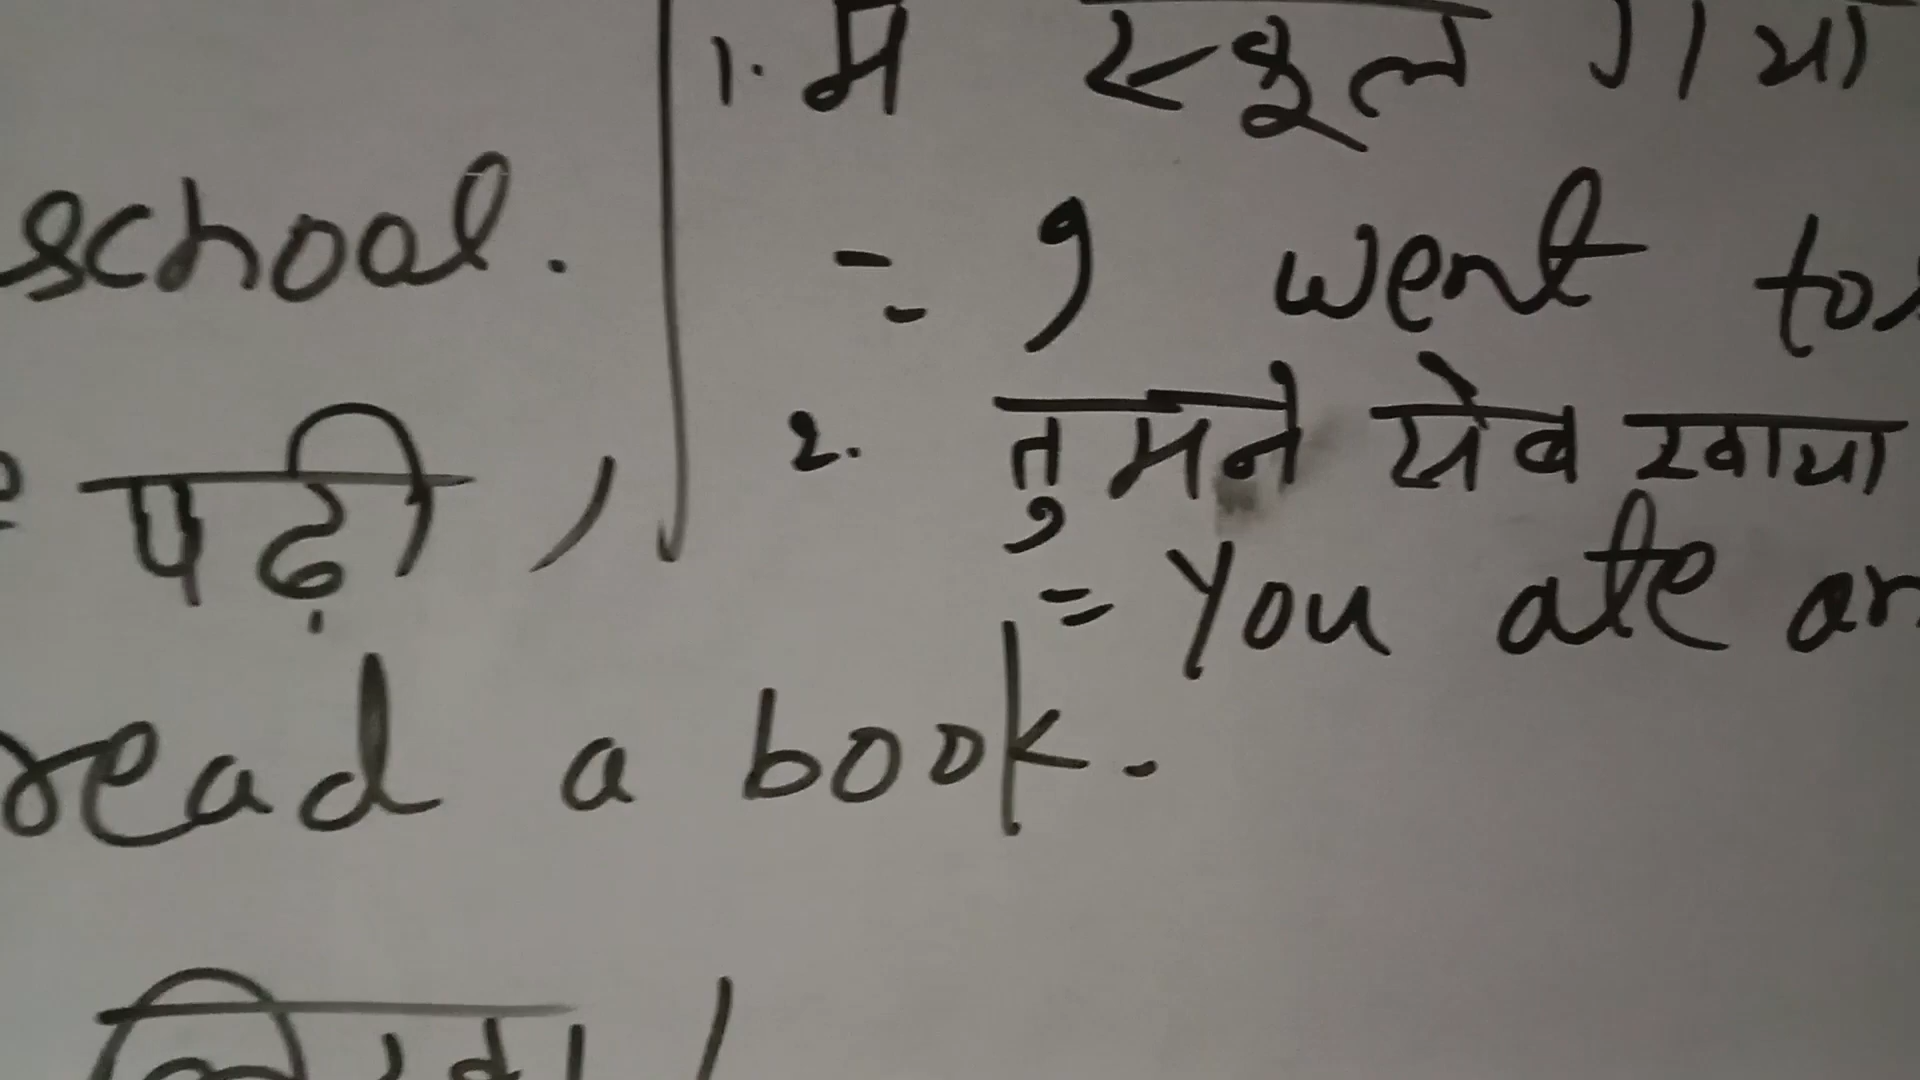 school.
पढ़ी ,
read a book.
1. मै स्कूल गया
= I went to
2. तुमने सेब खाया
= You ate an